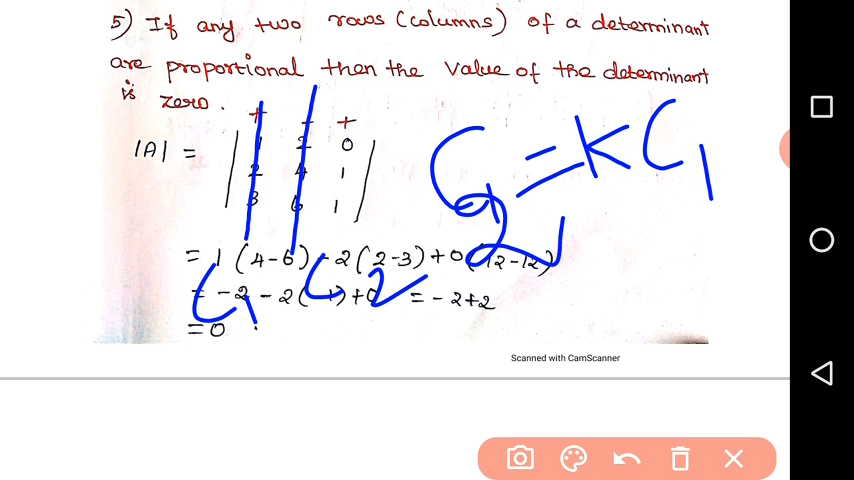 5) If any two rows (columns) of a determinant
are proportional then the value of the determinant
is zero.
+ - +
|A| = | 1 2 0 |
| 2 4 1 |
| 3 6 1 |
C2 = K C1
= 1 (4-6) - 2 (2-3) + 0 (12-12)
= -2 - 2(-1) + 0 = -2+2
= 0
C1 C2
Scanned with CamScanner